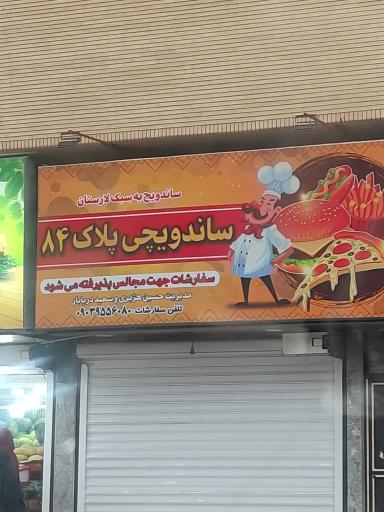 ساندویچ به سبک لارستان
ساندویچی پلاک ۸۴
سفارشات جهت مجالس پذیرفته می شود
مدیریت حسین هژبری و سعید دریابار
تلفن سفارشات: ۰۹۰۳۹۵۵۶۰۸۰